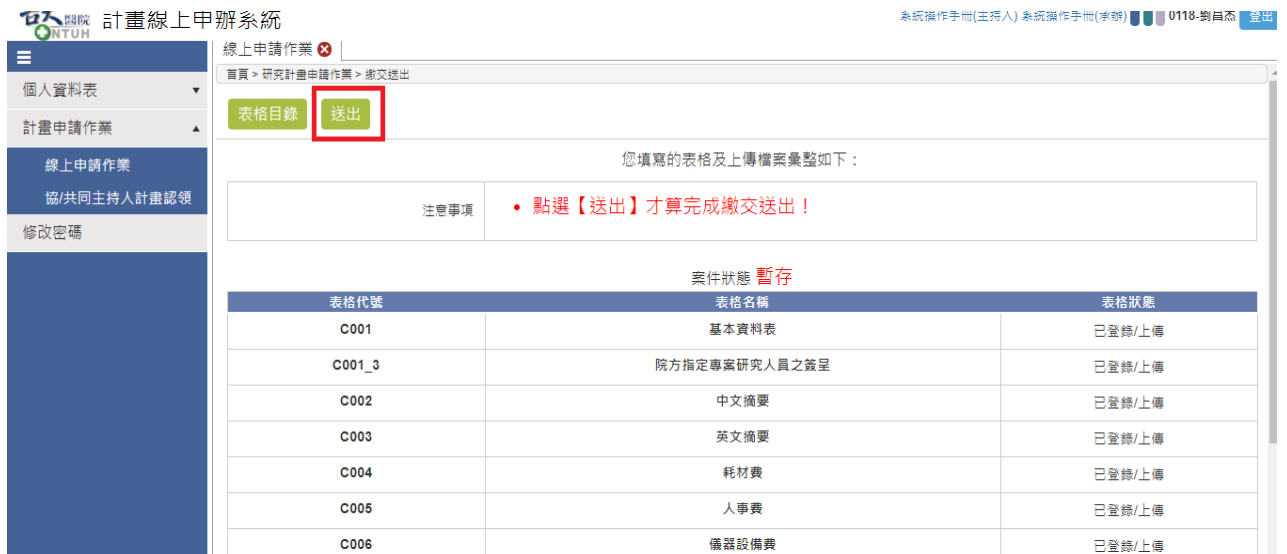 台大醫院 NTUH 計畫線上申辦系統
系統操作手冊(主持人) 系統操作手冊(承辦) 0118-劉昌杰 登出
線上申請作業
首頁 > 研究計畫申請作業 > 繳交送出
個人資料表
計畫申請作業
線上申請作業
協/共同主持人計畫認領
修改密碼
表格目錄 送出
您填寫的表格及上傳檔案彙整如下：
注意事項 • 點選【送出】才算完成繳交送出！
案件狀態 暫存
表格代號 表格名稱 表格狀態
C001 基本資料表 已登錄/上傳
C001_3 院方指定專案研究人員之簽呈 已登錄/上傳
C002 中文摘要 已登錄/上傳
C003 英文摘要 已登錄/上傳
C004 耗材費 已登錄/上傳
C005 人事費 已登錄/上傳
C006 儀器設備費 已登錄/上傳